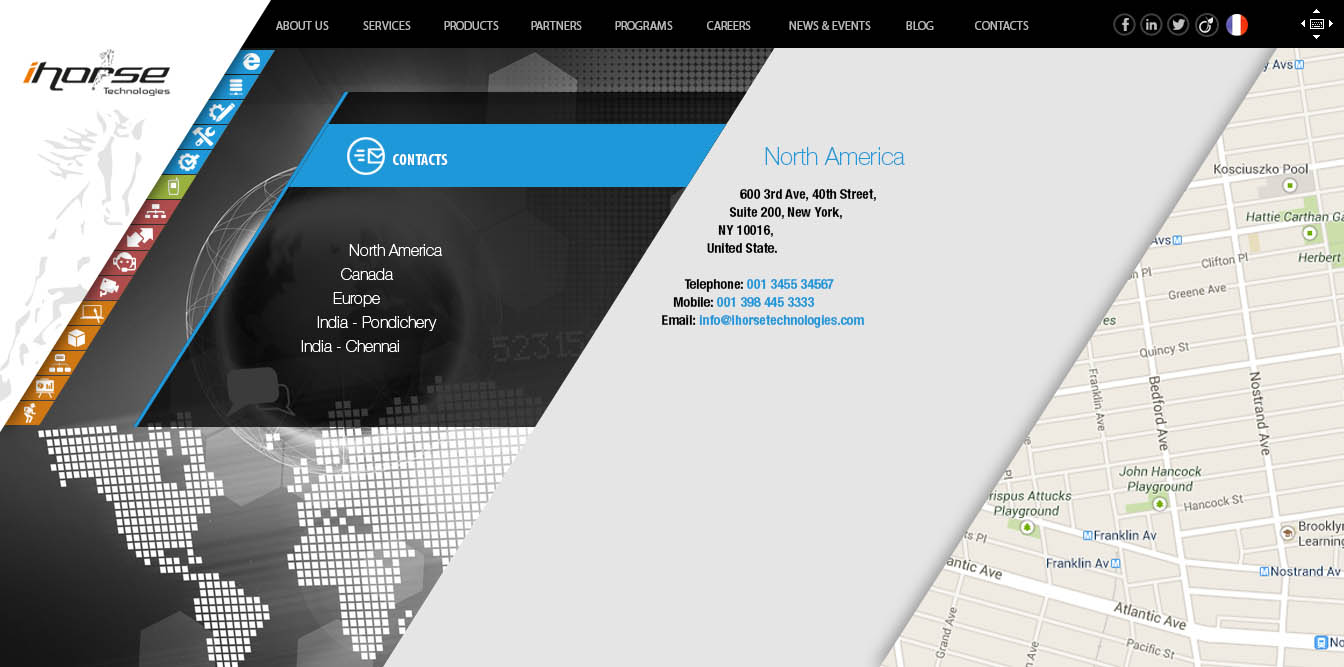 ABOUT US SERVICES PRODUCTS PARTNERS PROGRAMS CAREERS NEWS & EVENTS BLOG CONTACTS
ihorse
Technologies
CONTACTS
North America
Canada
Europe
India - Pondichery
India - Chennai
52315
North America
600 3rd Ave, 40th Street,
Suite 200, New York,
NY 10016,
United State.
Telephone: 001 3455 34567
Mobile: 001 398 445 3333
Email: info@ihorsetechnologies.com
y Avs
Kosciuszko Pool
Hattie Carthan Ga
Avs
Clifton Pl
Herbert
n Pl
Greene Ave
es
Quincy St
Franklin Ave
Bedford Ave
Nostrand Ave
John Hancock
Playground
Hancock St
rispus Attucks
Playground
ts Pl
Franklin Av
Brooklyn
Learning
Franklin Av
Nostrand Av
antic Ave
Atlantic Ave
Grand Ave
Pacific St
No